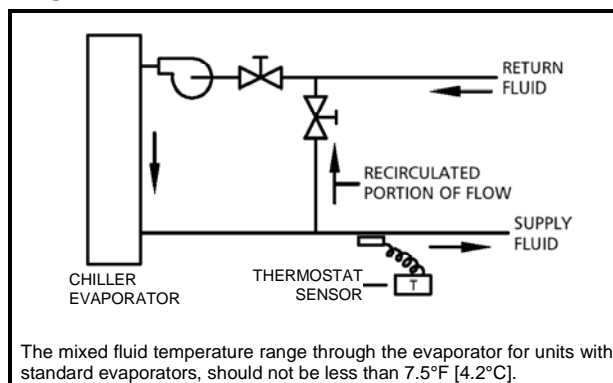 RETURN
FLUID
RECIRCULATED
PORTION OF FLOW
SUPPLY
FLUID
CHILLER
EVAPORATOR
THERMOSTAT
SENSOR
T
The mixed fluid temperature range through the evaporator for units with
standard evaporators, should not be less than 7.5°F [4.2°C].